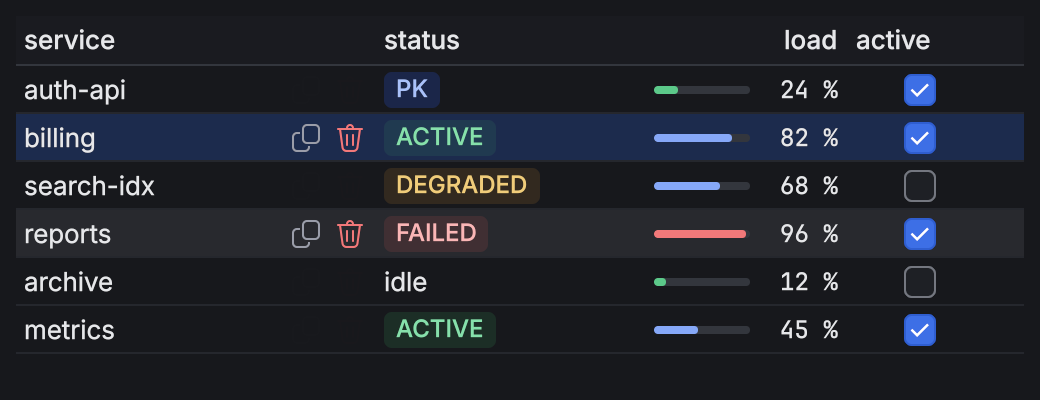 service status load active
auth-api PK 24 %
billing ACTIVE 82 %
search-idx DEGRADED 68 %
reports FAILED 96 %
archive idle 12 %
metrics ACTIVE 45 %